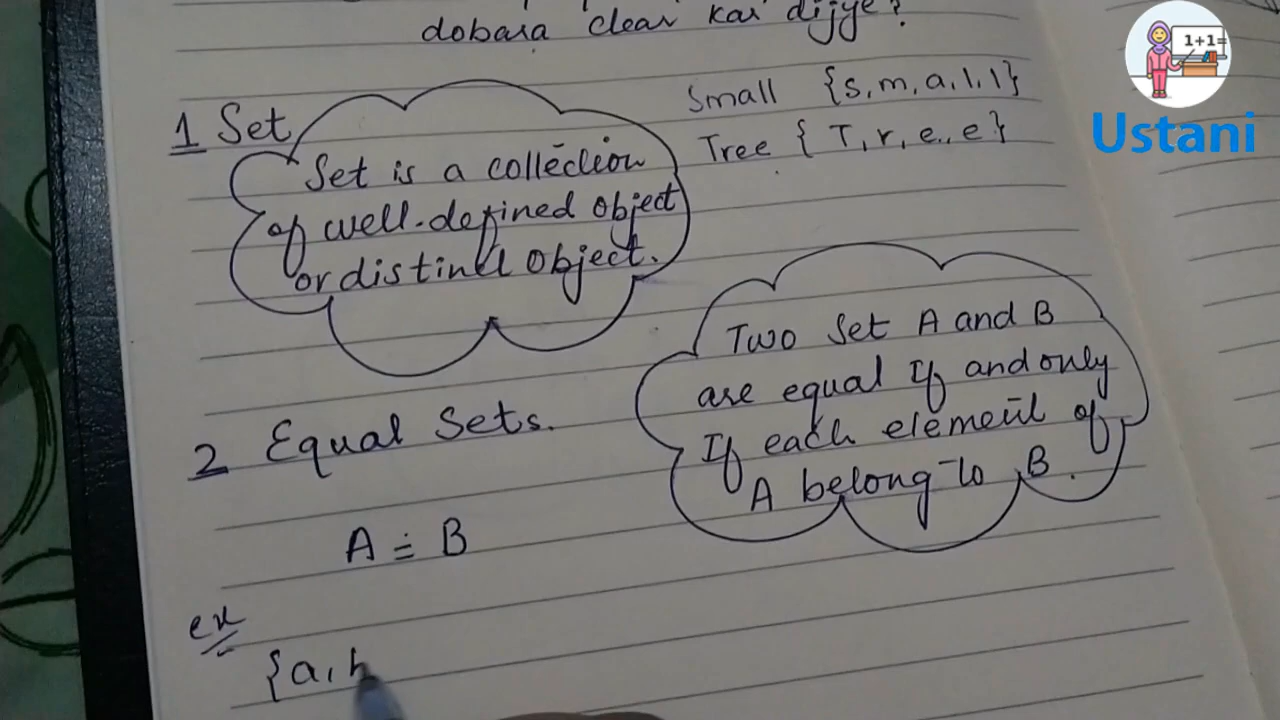 dobara clear kar dijye?
1 Set
Set is a collection
of well-defined object
or distinct object.
Small {s, m, a, l, l}
Tree { T, r, e, e}
1+1=
Ustani
2 Equal Sets.
Two Set A and B
are equal If and only
If each element of
A belong to B.
A = B
ex
{a, b